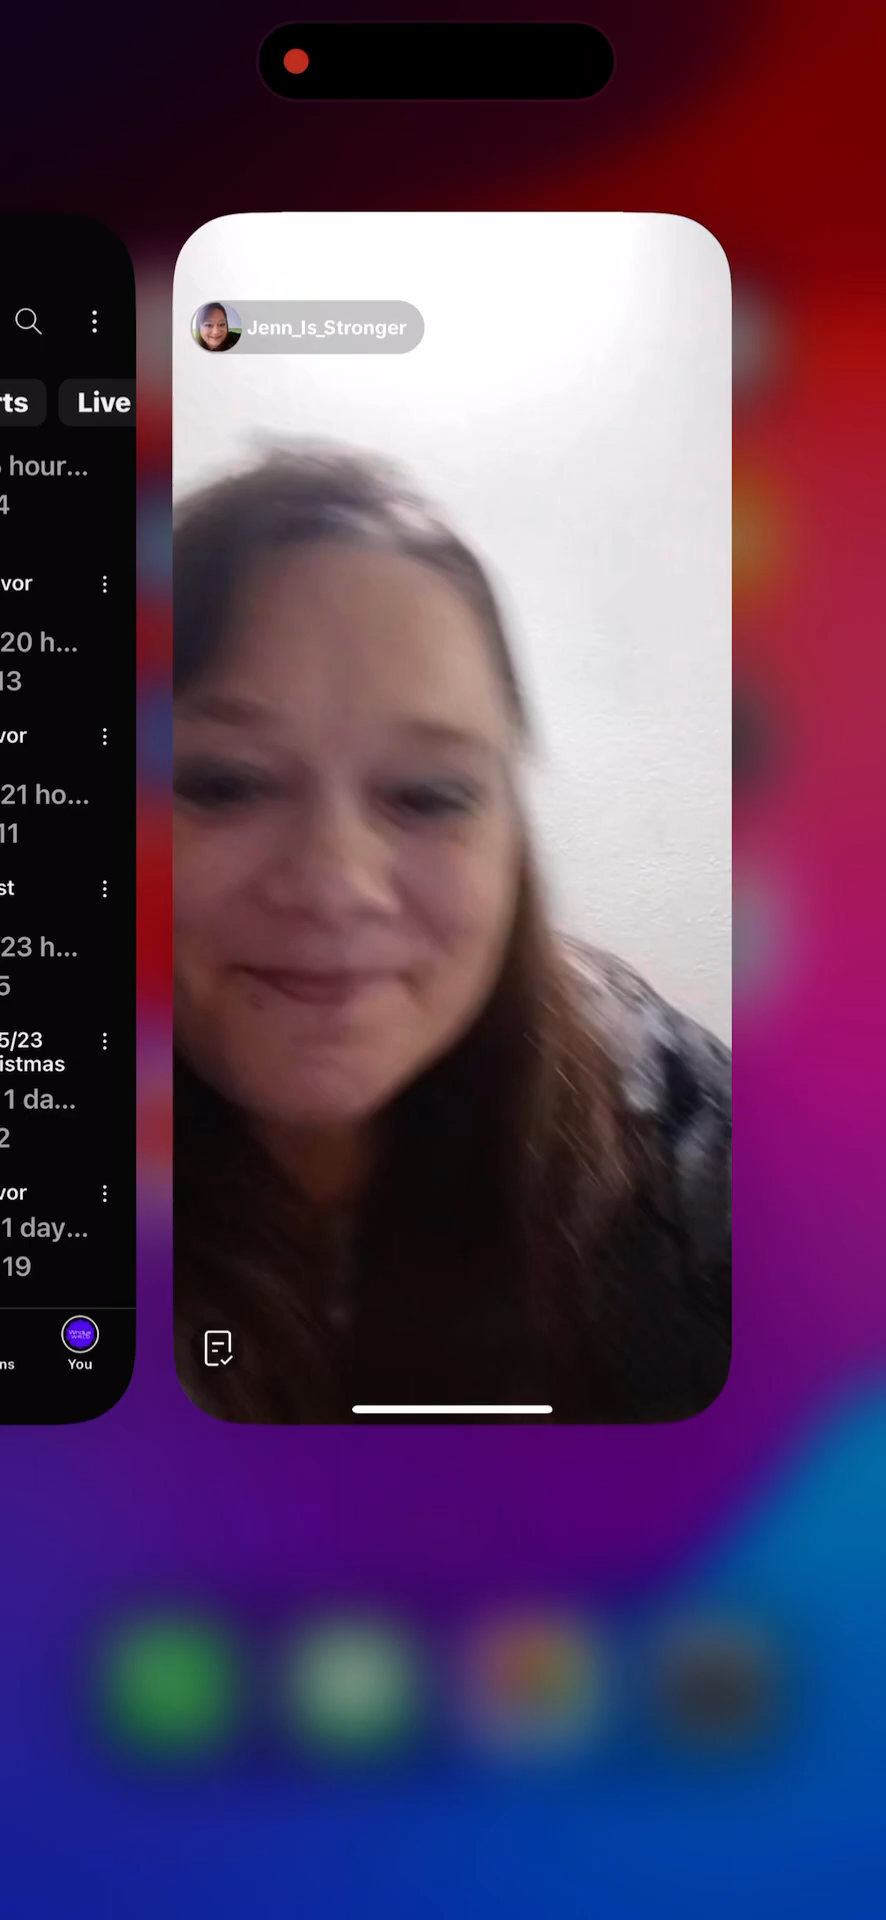 Jenn_Is_Stronger
rts
Live
hour...
4
vor
20 h...
13
vor
21 ho...
11
st
23 h...
5
5/23
istmas
1 da...
2
vor
1 day...
19
ns
You